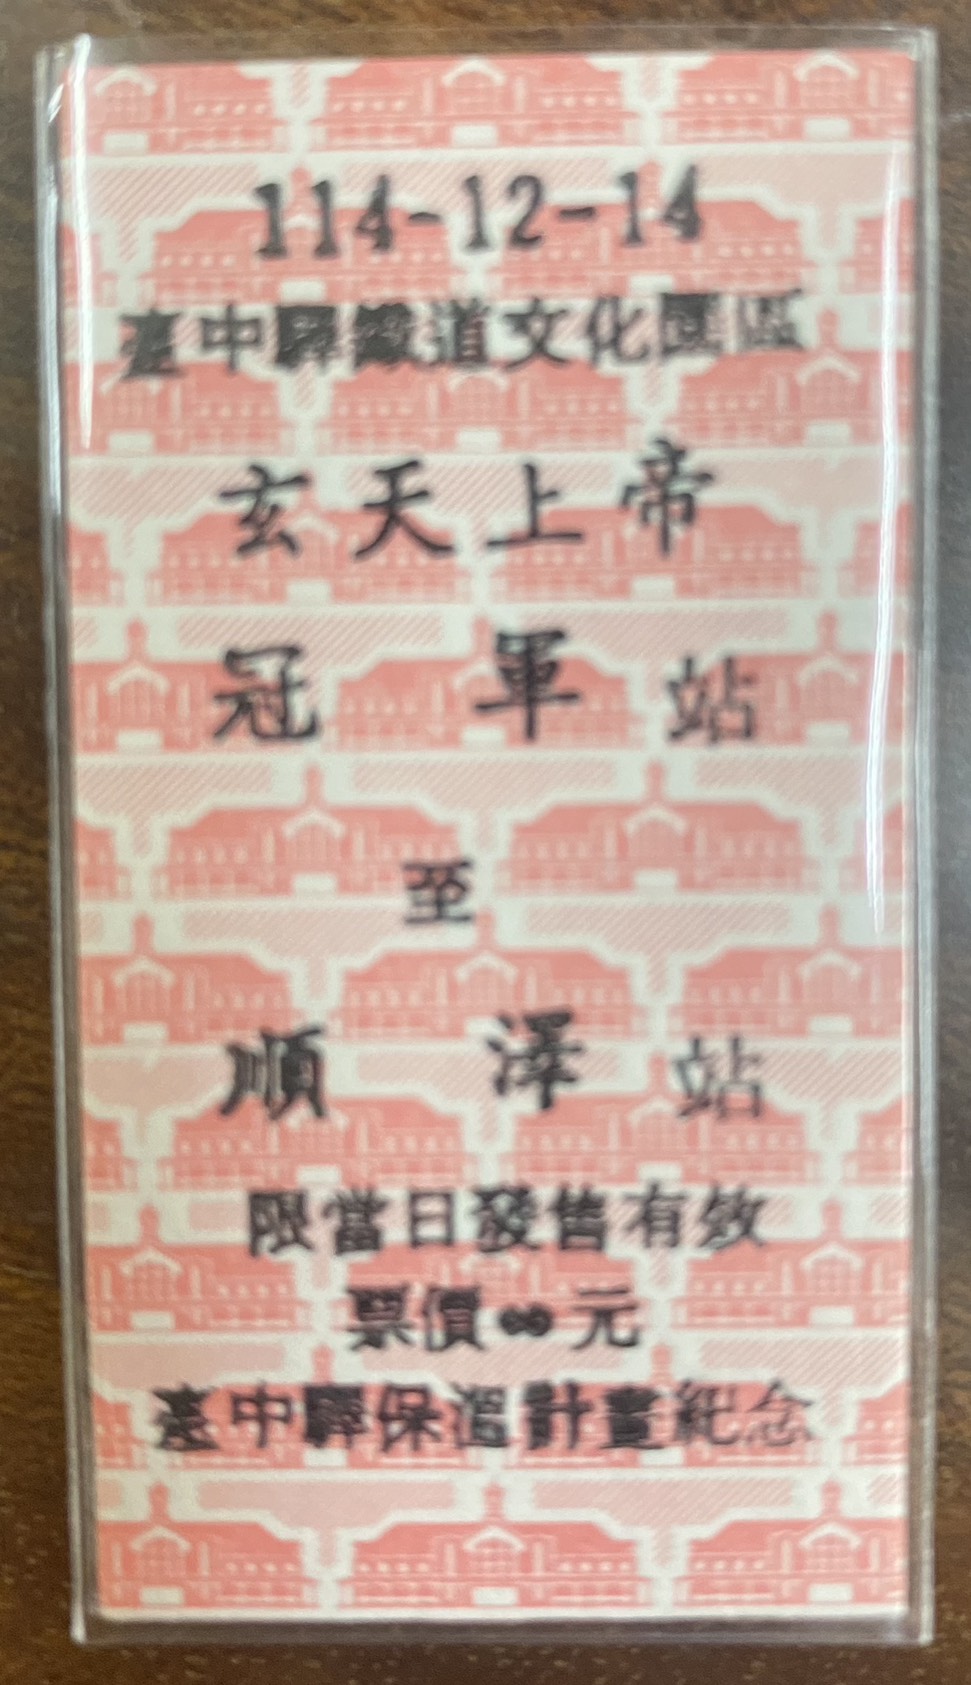 114-12-14
臺中驛鐵道文化園區
玄天上帝
冠軍站
至
順澤站
限當日發售有效
票價∞元
臺中驛保溫計畫紀念